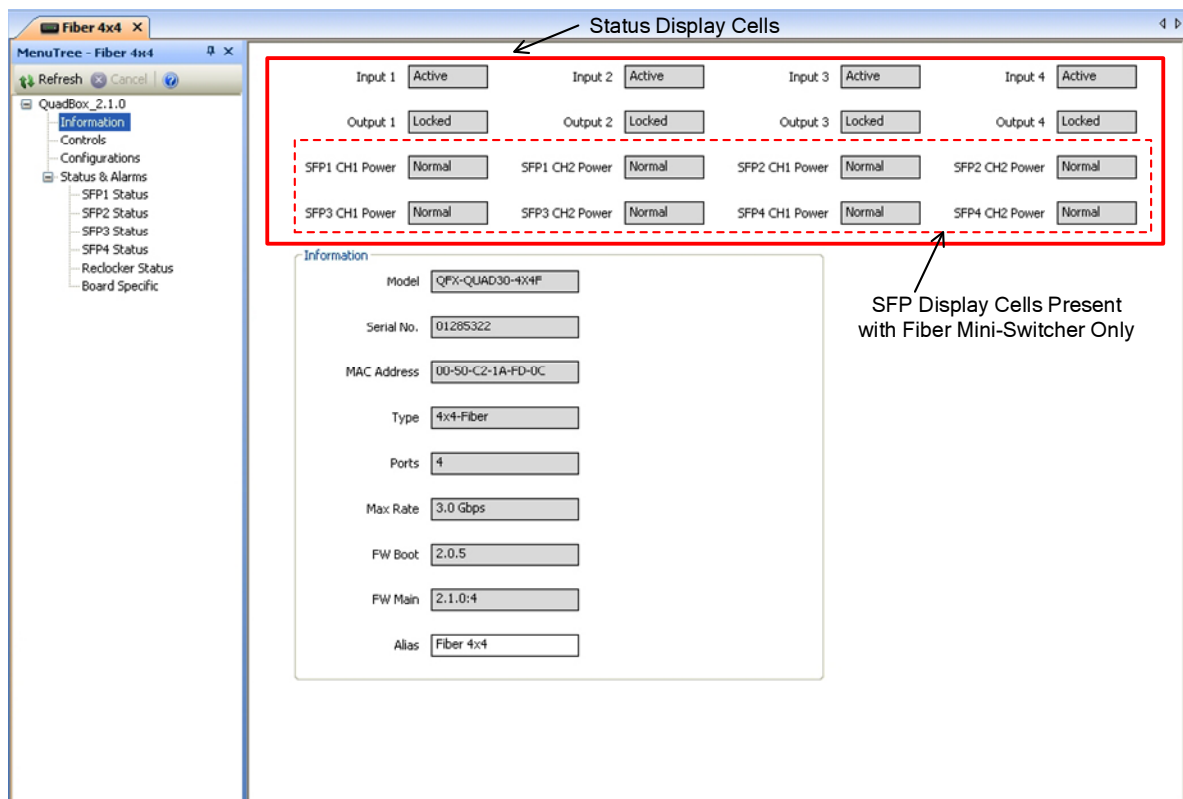 Fiber 4x4
Status Display Cells
MenuTree - Fiber 4x4
Refresh Cancel
QuadBox_2.1.0
Information
Controls
Configurations
Status & Alarms
SFP1 Status
SFP2 Status
SFP3 Status
SFP4 Status
Reclocker Status
Board Specific
Input 1 Active Input 2 Active Input 3 Active Input 4 Active
Output 1 Locked Output 2 Locked Output 3 Locked Output 4 Locked
SFP1 CH1 Power Normal SFP1 CH2 Power Normal SFP2 CH1 Power Normal SFP2 CH2 Power Normal
SFP3 CH1 Power Normal SFP3 CH2 Power Normal SFP4 CH1 Power Normal SFP4 CH2 Power Normal
SFP Display Cells Present
with Fiber Mini-Switcher Only
Information
Model QFX-QUAD30-4X4F
Serial No. 01285322
MAC Address 00-50-C2-1A-FD-0C
Type 4x4-Fiber
Ports 4
Max Rate 3.0 Gbps
FW Boot 2.0.5
FW Main 2.1.0:4
Alias Fiber 4x4